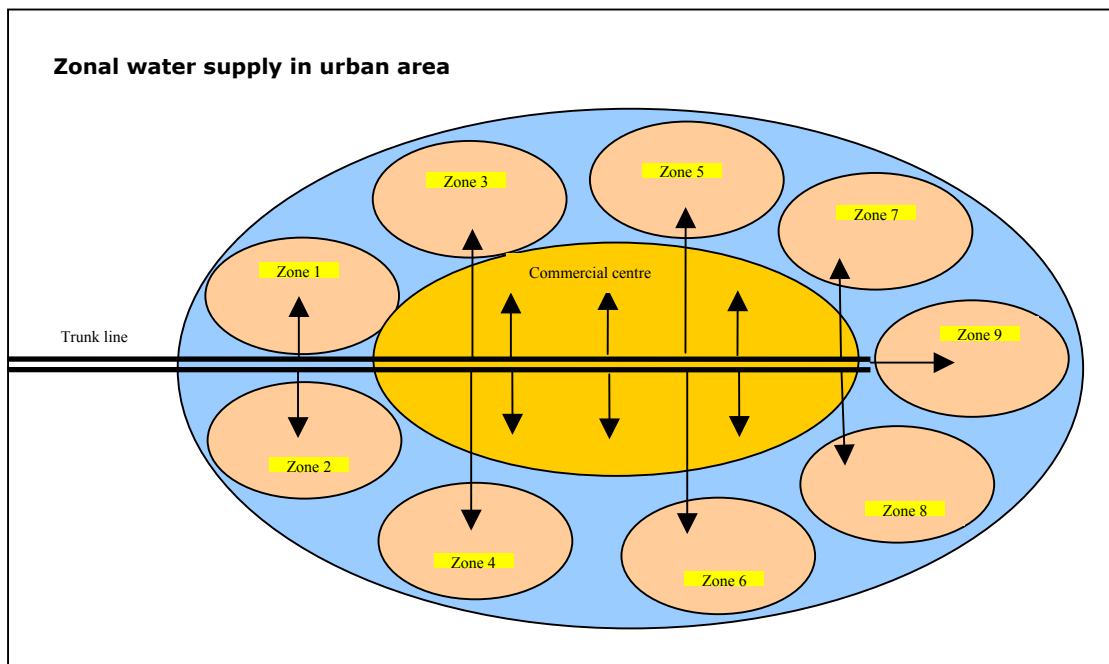 Zonal water supply in urban area
Zone 5
Zone 3
Zone 7
Zone 1
Commercial centre
Trunk line
Zone 9
Zone 2
Zone 8
Zone 4
Zone 6